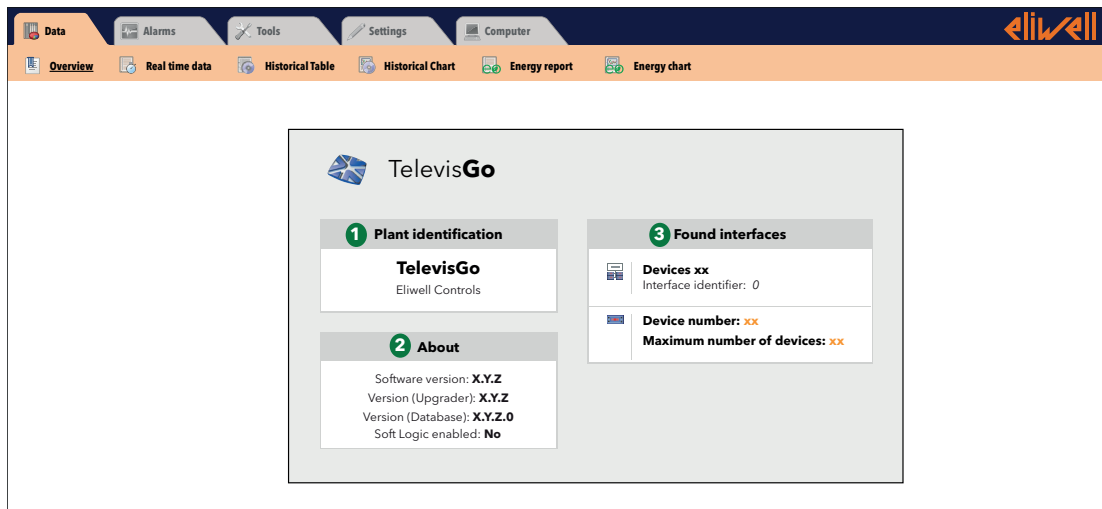 Data Alarms Tools Settings Computer eliwell
Overview Real time data Historical Table Historical Chart Energy report Energy chart
TelevisGo
1 Plant identification
TelevisGo
Eliwell Controls
2 About
Software version: X.Y.Z
Version (Upgrader): X.Y.Z
Version (Database): X.Y.Z.0
Soft Logic enabled: No
3 Found interfaces
Devices xx
Interface identifier: 0
Device number: xx
Maximum number of devices: xx